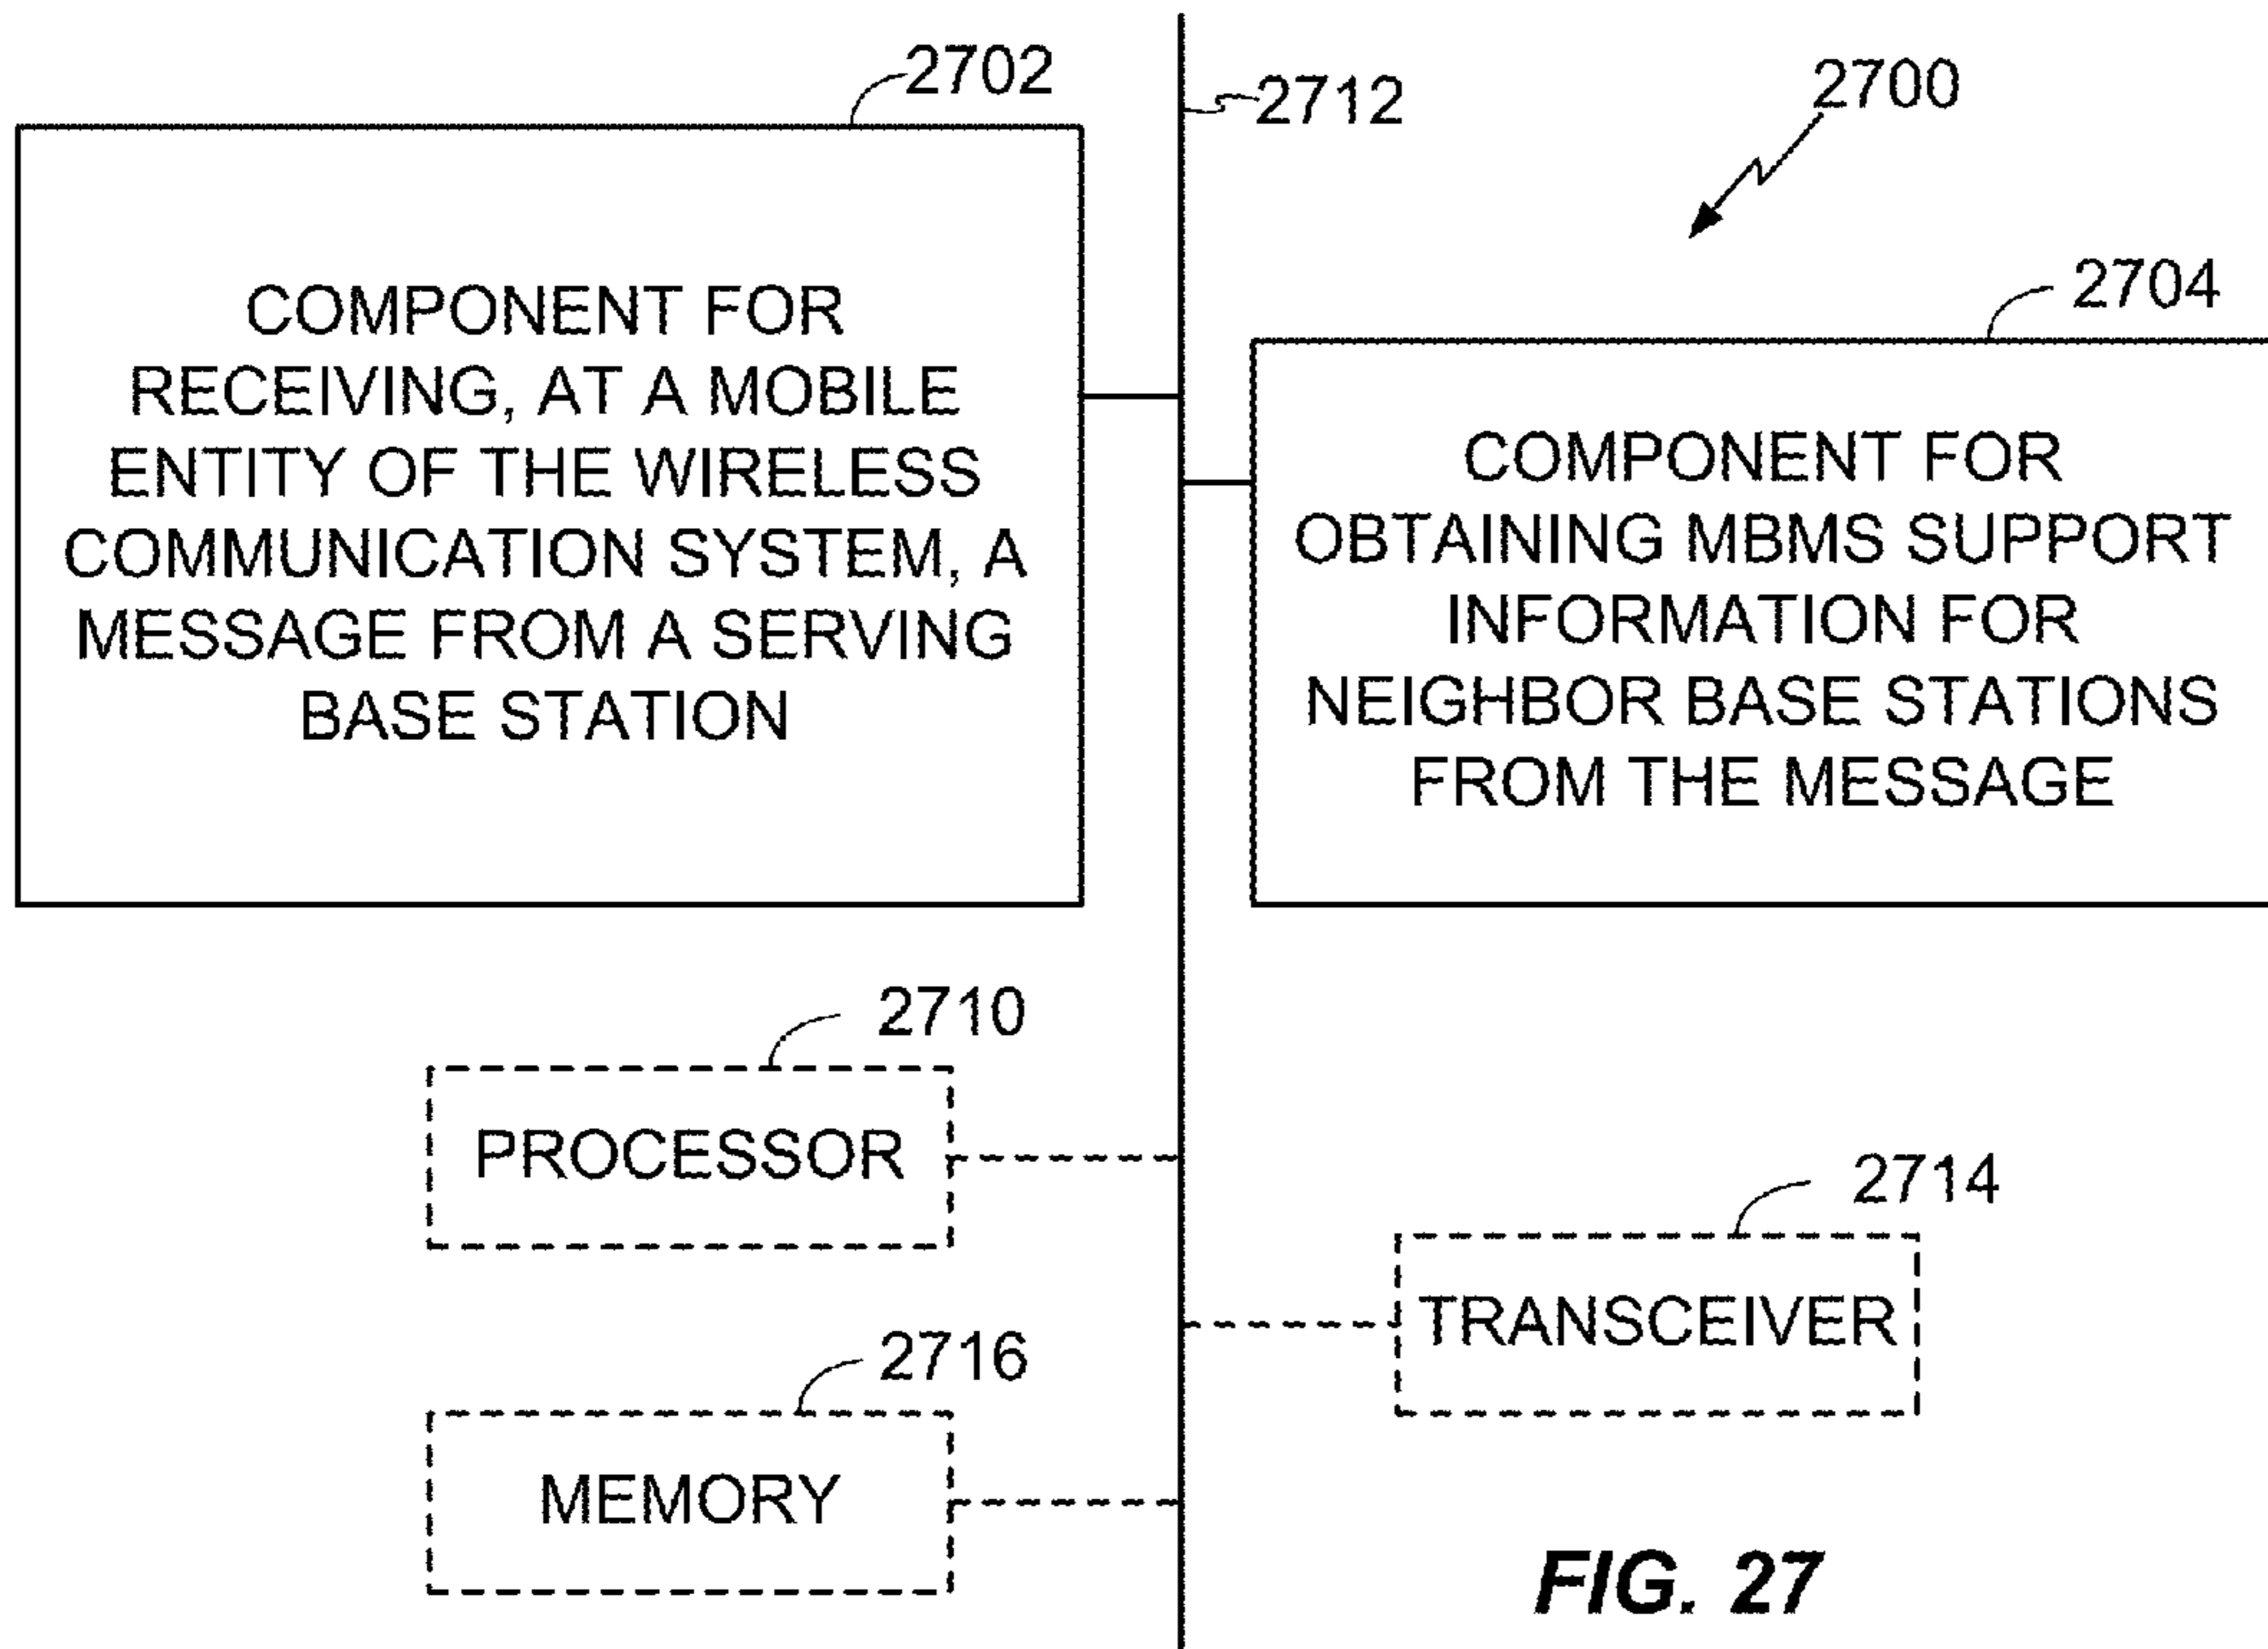 2702
2712
2700
COMPONENT FOR
RECEIVING, AT A MOBILE
ENTITY OF THE WIRELESS
COMMUNICATION SYSTEM, A
MESSAGE FROM A SERVING
BASE STATION
2704
COMPONENT FOR
OBTAINING MBMS SUPPORT
INFORMATION FOR
NEIGHBOR BASE STATIONS
FROM THE MESSAGE
2710
PROCESSOR
2714
TRANSCEIVER
2716
MEMORY
FIG. 27